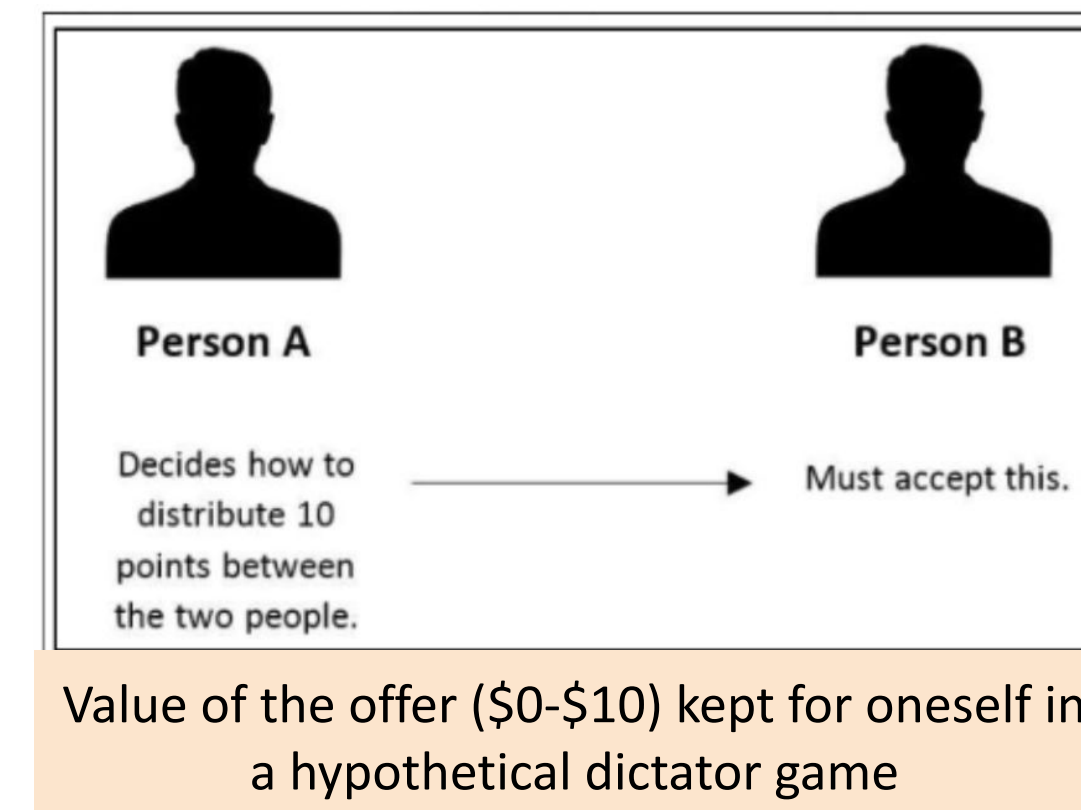 Person A
Person B
Decides how to
distribute 10
points between
the two people.
Must accept this.
Value of the offer ($0-$10) kept for oneself in
a hypothetical dictator game